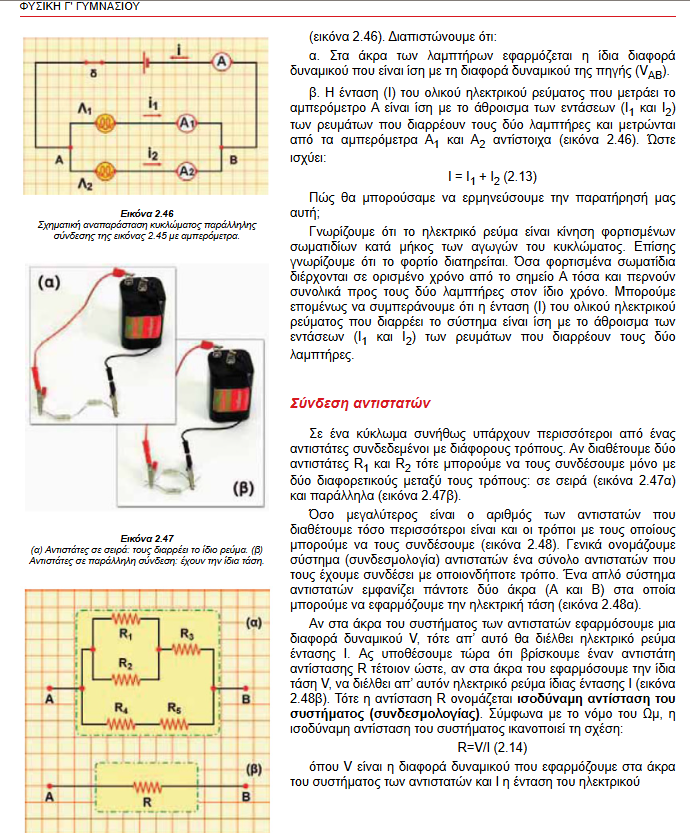 ΦΥΣΙΚΗ Γ' ΓΥΜΝΑΣΙΟΥ
i
A
δ
Λ1
i1
A1
A
B
i2
A2
Λ2
Εικόνα 2.46
Σχηματική αναπαράσταση κυκλώματος παράλληλης
σύνδεσης της εικόνας 2.45 με αμπερόμετρα.
(α)
(β)
Εικόνα 2.47
(α) Αντιστάτες σε σειρά: τους διαρρέει το ίδιο ρεύμα. (β)
Αντιστάτες σε παράλληλη σύνδεση: έχουν την ίδια τάση.
(α)
R1
R3
R2
A
B
R4
R5
(β)
A
R
B
(εικόνα 2.46). Διαπιστώνουμε ότι:
α. Στα άκρα των λαμπτήρων εφαρμόζεται η ίδια διαφορά
δυναμικού που είναι ίση με τη διαφορά δυναμικού της πηγής (VAB).
β. Η ένταση (Ι) του ολικού ηλεκτρικού ρεύματος που μετράει το
αμπερόμετρο Α είναι ίση με το άθροισμα των εντάσεων (I1 και I2)
των ρευμάτων που διαρρέουν τους δύο λαμπτήρες και μετρώνται
από τα αμπερόμετρα A1 και A2 αντίστοιχα (εικόνα 2.46). Ώστε
ισχύει:
I = I1 + I2 (2.13)
Πώς θα μπορούσαμε να ερμηνεύσουμε την παρατήρησή μας
αυτή;
Γνωρίζουμε ότι το ηλεκτρικό ρεύμα είναι κίνηση φορτισμένων
σωματιδίων κατά μήκος των αγωγών του κυκλώματος. Επίσης
γνωρίζουμε ότι το φορτίο διατηρείται. Όσα φορτισμένα σωματίδια
διέρχονται σε ορισμένο χρόνο από το σημείο Α τόσα και περνούν
συνολικά προς τους δύο λαμπτήρες στον ίδιο χρόνο. Μπορούμε
επομένως να συμπεράνουμε ότι η ένταση (Ι) του ολικού ηλεκτρικού
ρεύματος που διαρρέει το σύστημα είναι ίση με το άθροισμα των
εντάσεων (I1 και I2) των ρευμάτων που διαρρέουν τους δύο
λαμπτήρες.
Σύνδεση αντιστατών
Σε ένα κύκλωμα συνήθως υπάρχουν περισσότεροι από ένας
αντιστάτες συνδεδεμένοι με διάφορους τρόπους. Αν διαθέτουμε δύο
αντιστάτες R1 και R2 τότε μπορούμε να τους συνδέσουμε μόνο με
δύο διαφορετικούς μεταξύ τους τρόπους: σε σειρά (εικόνα 2.47α)
και παράλληλα (εικόνα 2.47β).
Όσο μεγαλύτερος είναι ο αριθμός των αντιστατών που
διαθέτουμε τόσο περισσότεροι είναι και οι τρόποι με τους οποίους
μπορούμε να τους συνδέσουμε (εικόνα 2.48). Γενικά ονομάζουμε
σύστημα (συνδεσμολογία) αντιστατών ένα σύνολο αντιστατών που
τους έχουμε συνδέσει με οποιονδήποτε τρόπο. Ένα απλό σύστημα
αντιστατών εμφανίζει πάντοτε δύο άκρα (Α και Β) στα οποία
μπορούμε να εφαρμόζουμε την ηλεκτρική τάση (εικόνα 2.48α).
Αν στα άκρα του συστήματος των αντιστατών εφαρμόσουμε μια
διαφορά δυναμικού V, τότε απ' αυτό θα διέλθει ηλεκτρικό ρεύμα
έντασης Ι. Ας υποθέσουμε τώρα ότι βρίσκουμε έναν αντιστάτη
αντίστασης R τέτοιον ώστε, αν στα άκρα του εφαρμόσουμε την ίδια
τάση V, να διέλθει απ' αυτόν ηλεκτρικό ρεύμα ίδιας έντασης Ι (εικόνα
2.48β). Τότε η αντίσταση R ονομάζεται ισοδύναμη αντίσταση του
συστήματος (συνδεσμολογίας). Σύμφωνα με το νόμο του Ωμ, η
ισοδύναμη αντίσταση του συστήματος ικανοποιεί τη σχέση:
R=V/I (2.14)
όπου V είναι η διαφορά δυναμικού που εφαρμόζουμε στα άκρα
του συστήματος των αντιστατών και Ι η ένταση του ηλεκτρικού